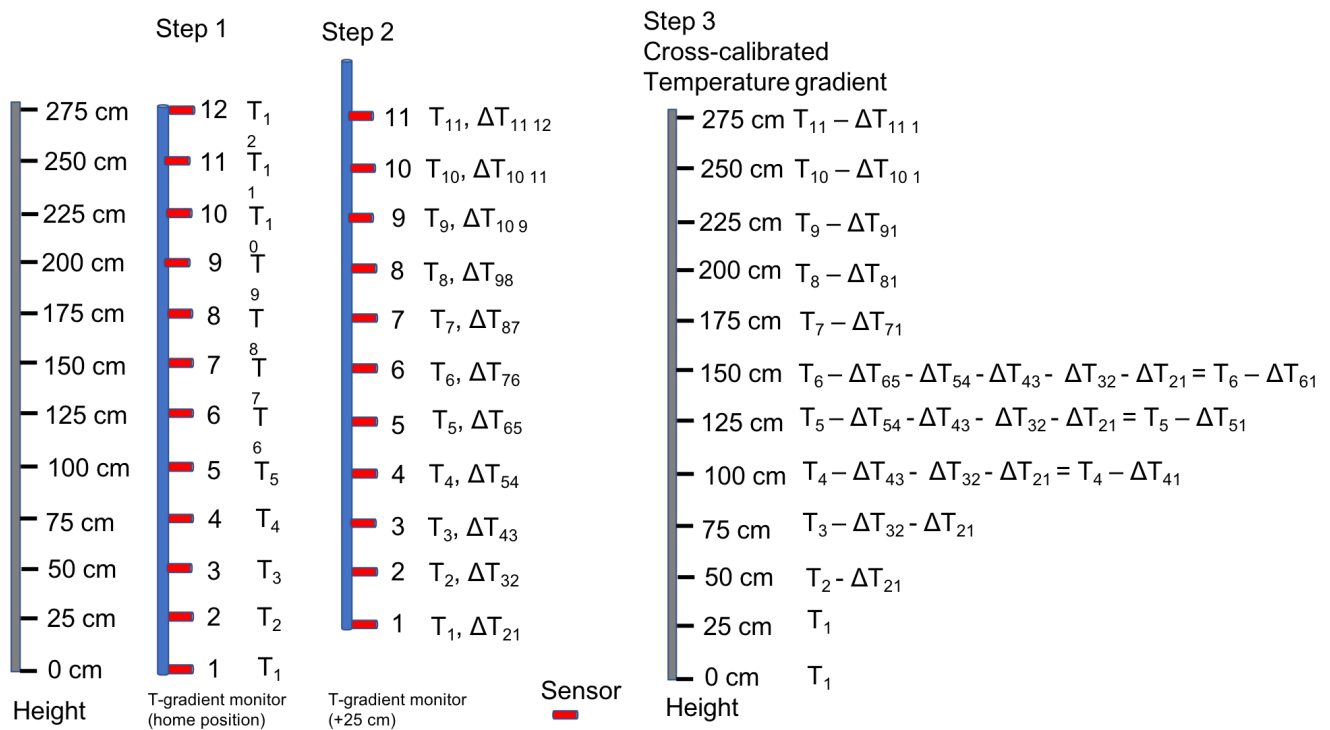 Step 1
Step 2
Step 3
Cross-calibrated
Temperature gradient
275 cm
250 cm
225 cm
200 cm
175 cm
150 cm
125 cm
100 cm
75 cm
50 cm
25 cm
0 cm
Height
12 T₁
2
11 T₁
1
10 T₁
0
9 T
9
8 T
8
7 T
7
6 T
6
5 T₅
4 T₄
3 T₃
2 T₂
1 T₁
T-gradient monitor
(home position)
11 T₁₁, ΔT₁₁ ₁₂
10 T₁₀, ΔT₁₀ ₁₁
9 T₉, ΔT₁₀ ₉
8 T₈, ΔT₉₈
7 T₇, ΔT₈₇
6 T₆, ΔT₇₆
5 T₅, ΔT₆₅
4 T₄, ΔT₅₄
3 T₃, ΔT₄₃
2 T₂, ΔT₃₂
1 T₁, ΔT₂₁
T-gradient monitor
(+25 cm)
Sensor
275 cm T₁₁ – ΔT₁₁ ₁
250 cm T₁₀ – ΔT₁₀ ₁
225 cm T₉ – ΔT₉₁
200 cm T₈ – ΔT₈₁
175 cm T₇ – ΔT₇₁
150 cm T₆ – ΔT₆₅ - ΔT₅₄ - ΔT₄₃ - ΔT₃₂ - ΔT₂₁ = T₆ – ΔT₆₁
125 cm T₅ – ΔT₅₄ - ΔT₄₃ - ΔT₃₂ - ΔT₂₁ = T₅ – ΔT₅₁
100 cm T₄ – ΔT₄₃ - ΔT₃₂ - ΔT₂₁ = T₄ – ΔT₄₁
75 cm T₃ – ΔT₃₂ - ΔT₂₁
50 cm T₂ - ΔT₂₁
25 cm T₁
0 cm T₁
Height